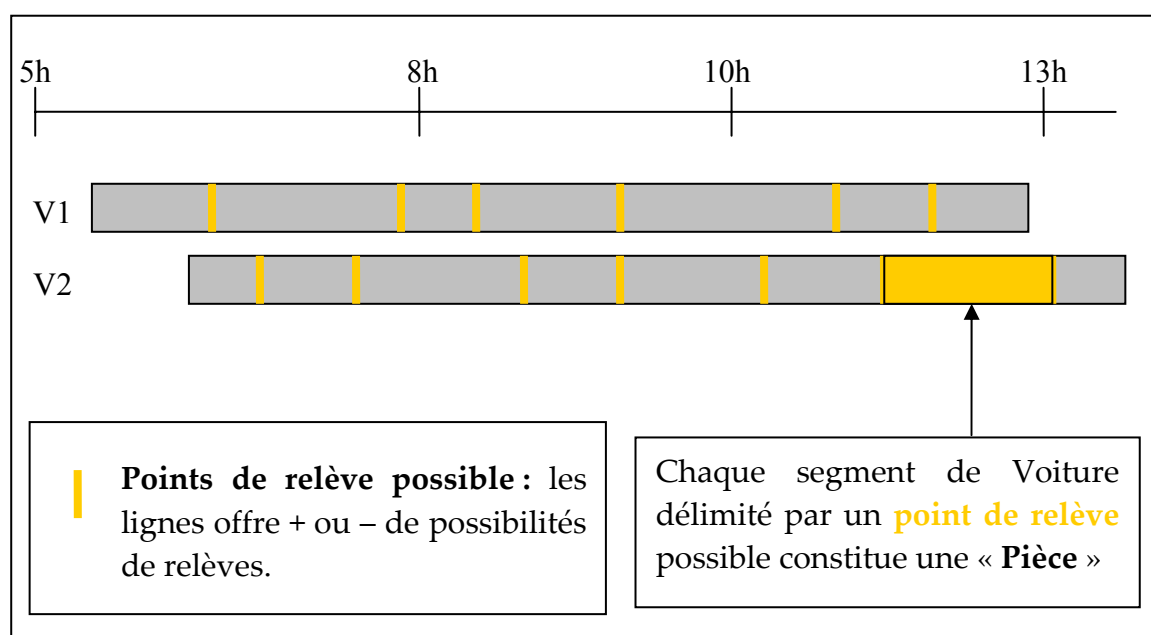 5h 8h 10h 13h
V1
V2
Points de relève possible : les
lignes offre + ou – de possibilités
de relèves.
Chaque segment de Voiture
délimité par un point de relève
possible constitue une « Pièce »